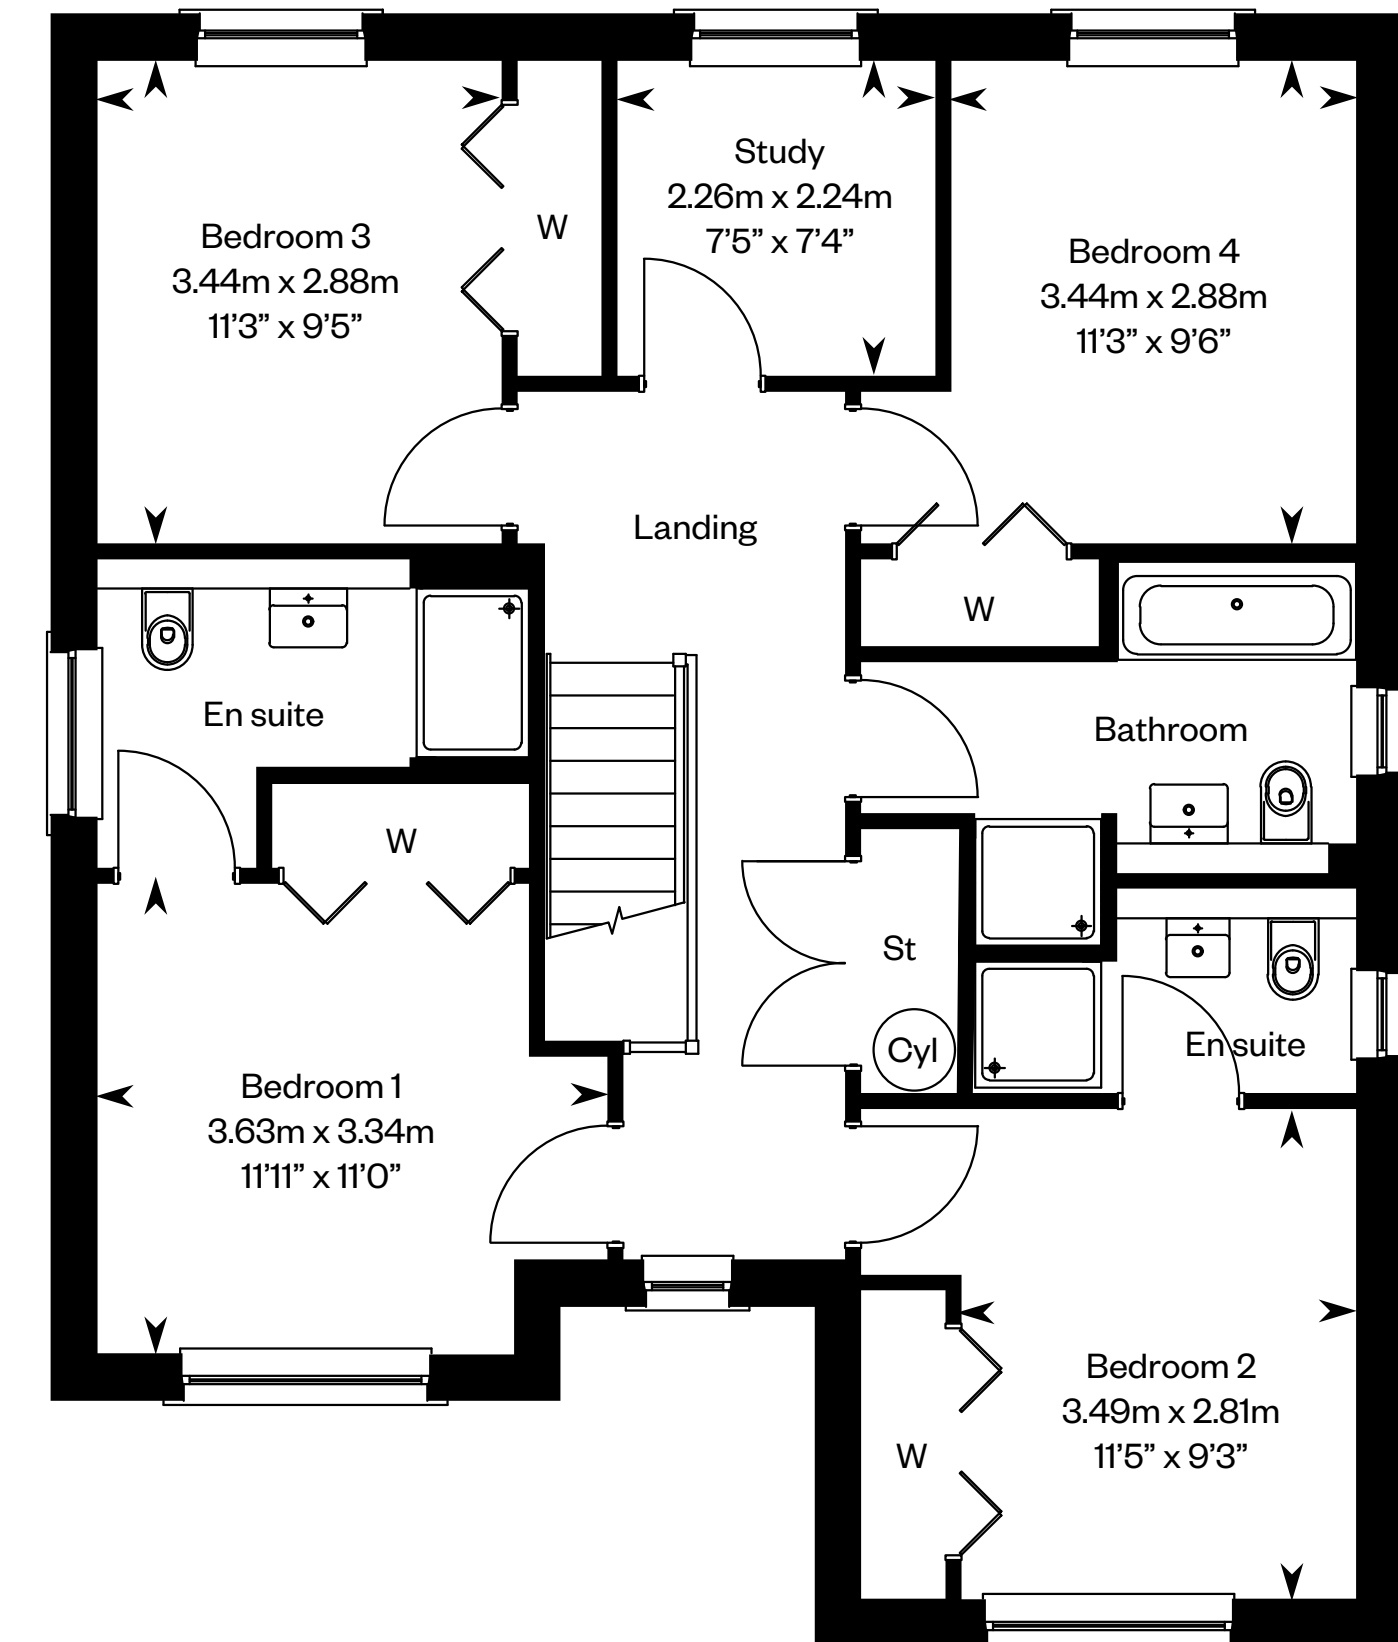 Study
2.26m x 2.24m
7’5” x 7’4”
Bedroom 3
3.44m x 2.88m
11’3” x 9’5”
W
Bedroom 4
3.44m x 2.88m
11’3” x 9’6”
Landing
W
En suite
Bathroom
W
St
Cyl
En suite
Bedroom 1
3.63m x 3.34m
11’11” x 11’0”
Bedroom 2
3.49m x 2.81m
11’5” x 9’3”
W